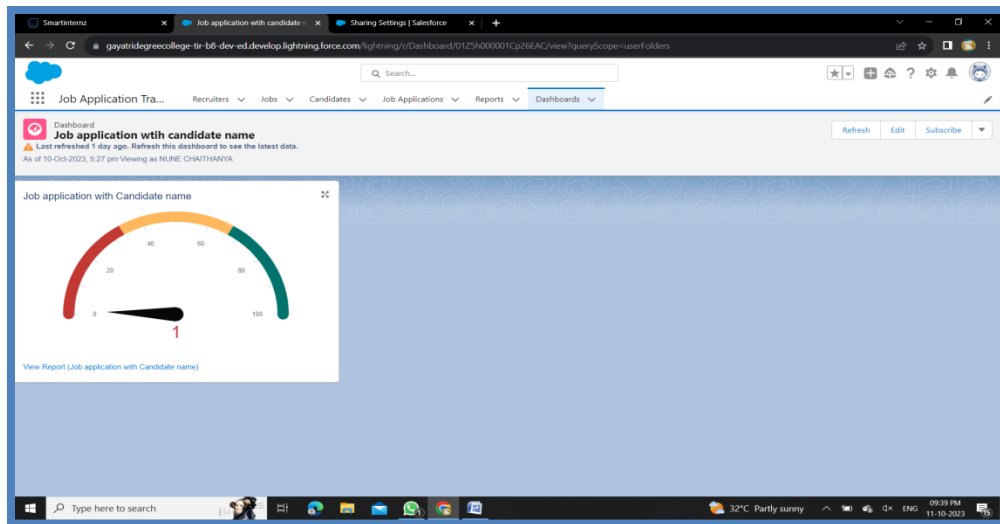 Smartinternz
Job application wtih candidate n
Sharing Settings | Salesforce
gayatridegreecollege-tir-b8-dev-ed.develop.lightning.force.com/lightning/r/Dashboard/01Z5h000001Cp26EAC/view?queryScope=userFolders
Search...
Job Application Tra...
Recruiters
Jobs
Candidates
Job Applications
Reports
Dashboards
Dashboard
Job application wtih candidate name
Last refreshed 1 day ago. Refresh this dashboard to see the latest data.
As of 10-Oct-2023, 5:27 pm·Viewing as NUNE CHAITHANYA
Refresh
Edit
Subscribe
Job application with Candidate name
0
20
40
60
80
100
1
View Report (Job application with Candidate name)
Type here to search
32°C Partly sunny
ENG
09:39 PM
11-10-2023